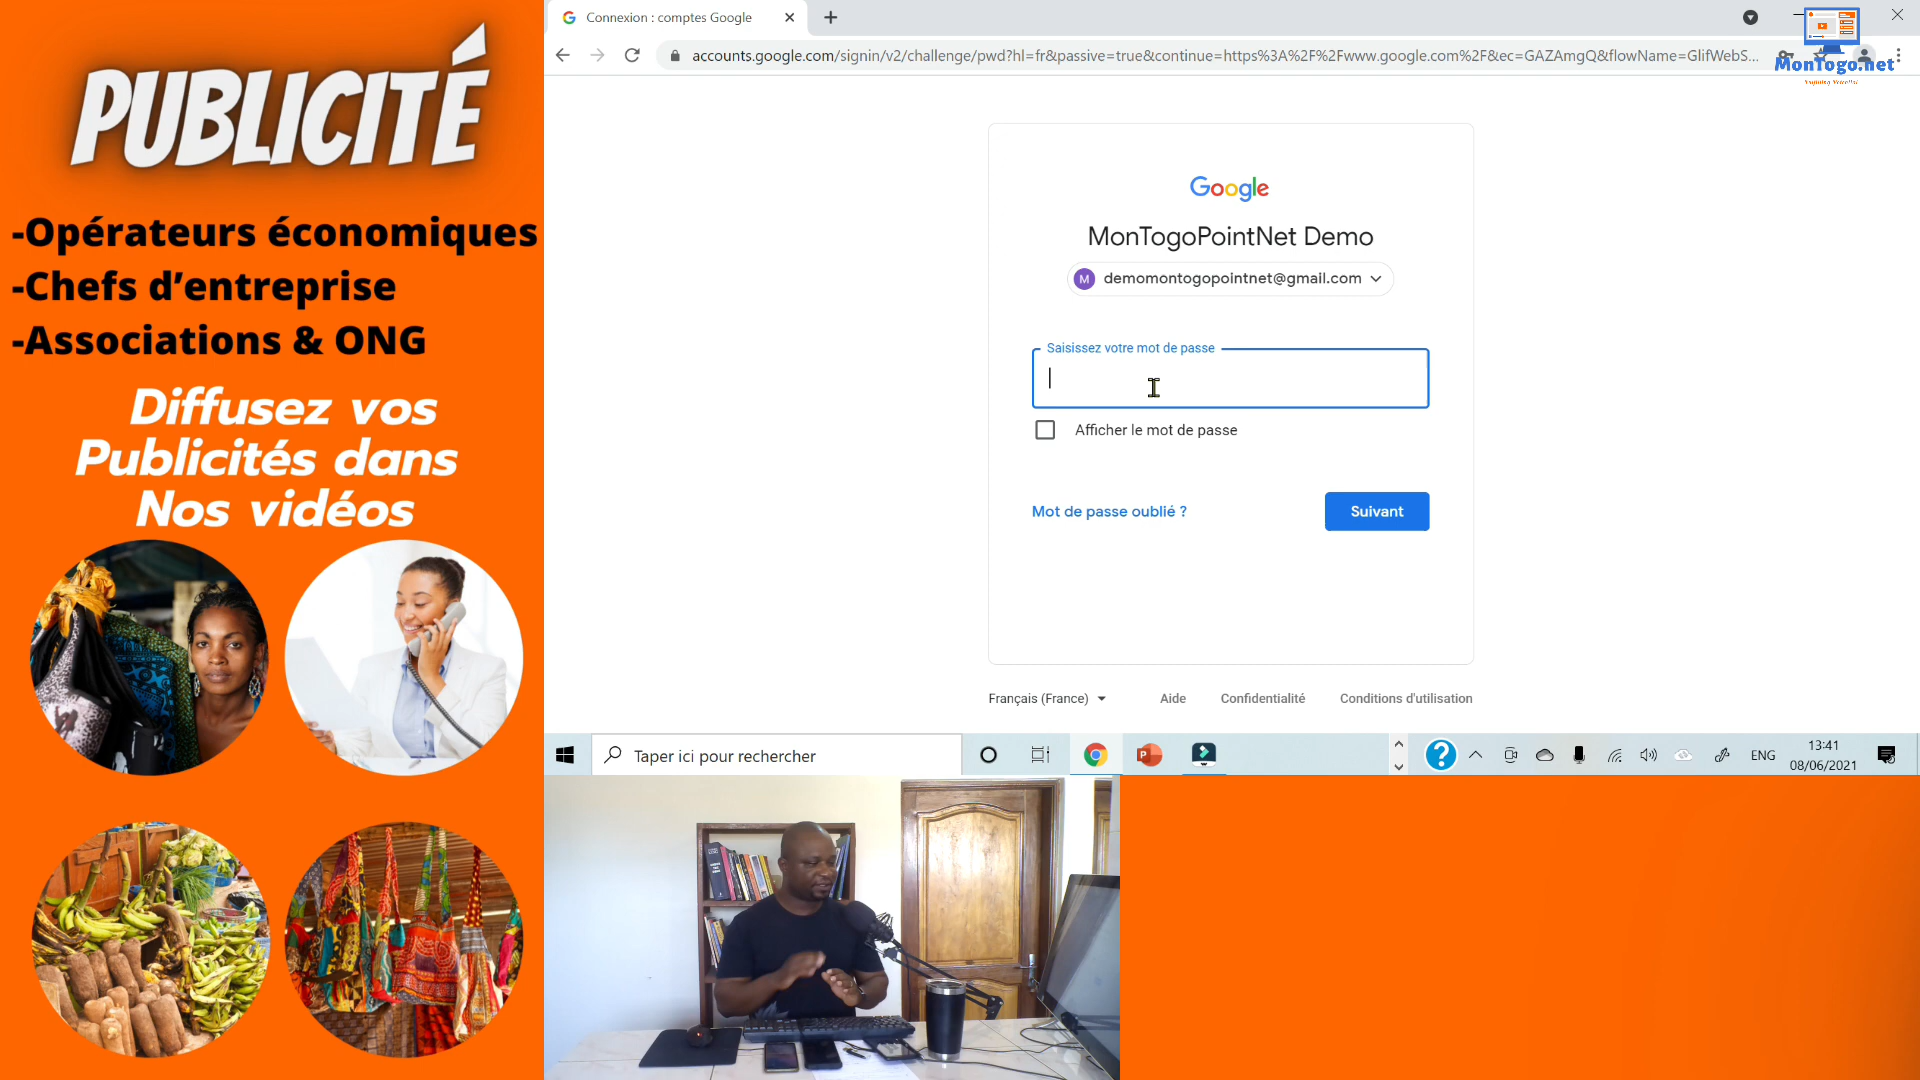 PUBLICITÉ
-Opérateurs économiques
-Chefs d’entreprise
-Associations & ONG
Diffusez vos
Publicités dans
Nos vidéos
Connexion : comptes Google
accounts.google.com/signin/v2/challenge/pwd?hl=fr&passive=true&continue=https%3A%2F%2Fwww.google.com%2F&ec=GAZAmgQ&flowName=GlifWebS...
MonTogo.net
Google
MonTogoPointNet Demo
M
demomontogopointnet@gmail.com
Saisissez votre mot de passe
Afficher le mot de passe
Mot de passe oublié ?
Suivant
Français (France)
Aide
Confidentialité
Conditions d'utilisation
Taper ici pour rechercher
ENG
13:41
08/06/2021